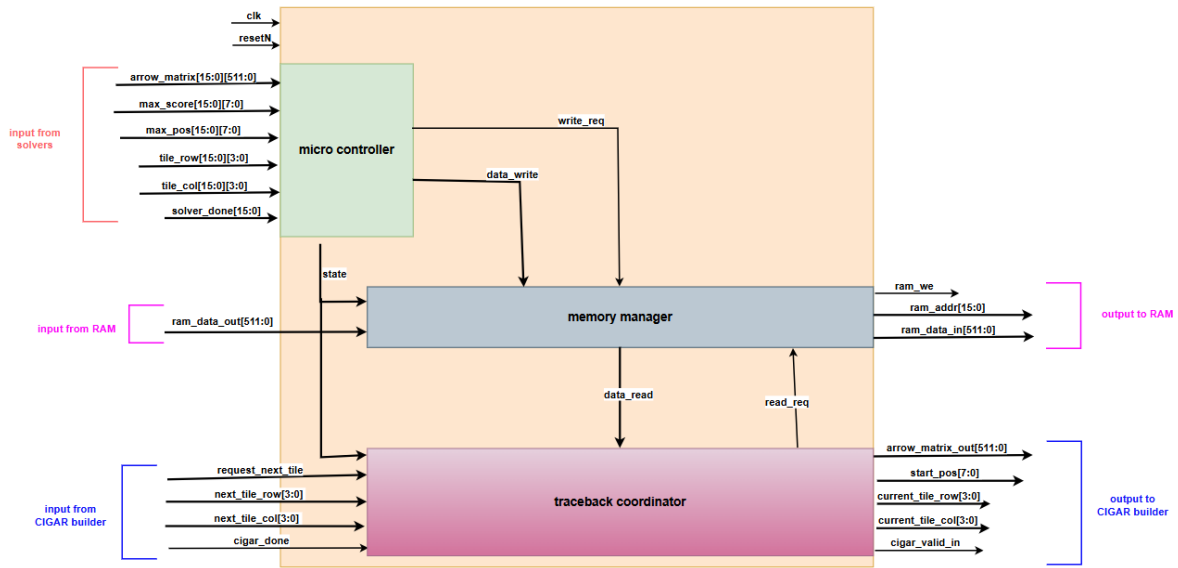 clk
resetN
arrow_matrix[15:0][511:0]
max_score[15:0][7:0]
max_pos[15:0][7:0]
tile_row[15:0][3:0]
tile_col[15:0][3:0]
solver_done[15:0]
input from
solvers
micro controller
write_req
data_write
state
input from RAM
ram_data_out[511:0]
memory manager
ram_we
ram_addr[15:0]
ram_data_in[511:0]
output to RAM
data_read
read_req
input from
CIGAR builder
request_next_tile
next_tile_row[3:0]
next_tile_col[3:0]
cigar_done
traceback coordinator
arrow_matrix_out[511:0]
start_pos[7:0]
current_tile_row[3:0]
current_tile_col[3:0]
cigar_valid_in
output to
CIGAR builder